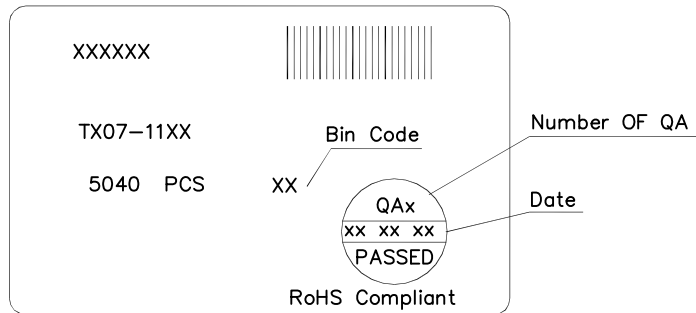 XXXXXX
TX07-11XX
Bin Code
Number OF QA
5040 PCS
XX
Date
QAx
xx xx xx
PASSED
RoHS Compliant